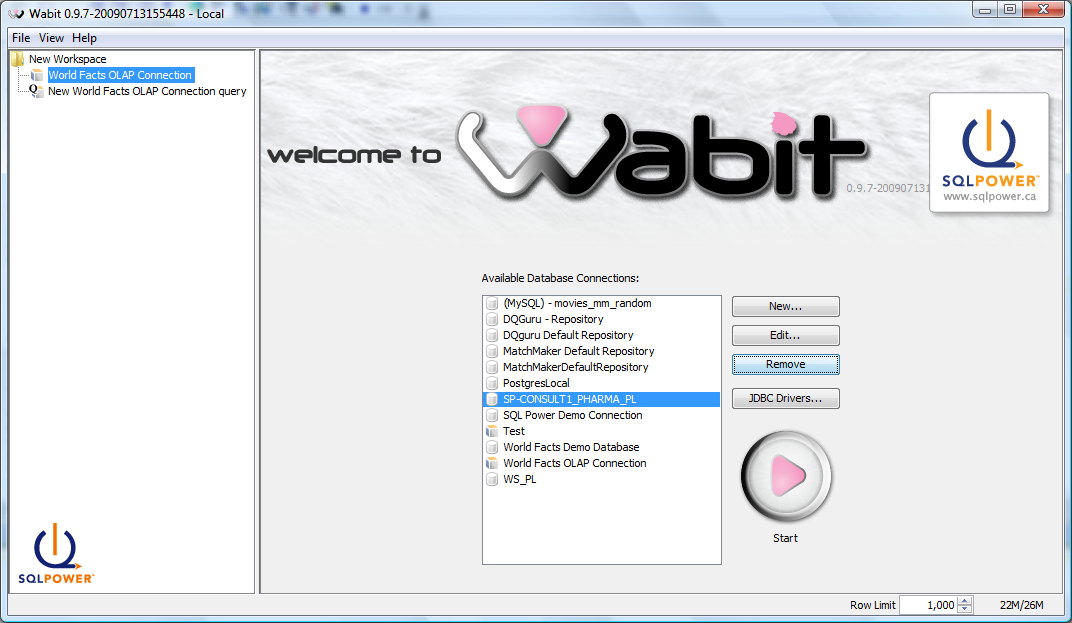 Wabit 0.9.7-20090713155448 - Local
File View Help
New Workspace
World Facts OLAP Connection
New World Facts OLAP Connection query
welcome to Wabit
0.9.7-200907131
SQLPOWER™
www.sqlpower.ca
Available Database Connections:
(MySQL) - movies_mm_random
DQGuru - Repository
DQguru Default Repository
MatchMaker Default Repository
MatchMakerDefaultRepository
PostgresLocal
SP-CONSULT1_PHARMA_PL
SQL Power Demo Connection
Test
World Facts Demo Database
World Facts OLAP Connection
WS_PL
New...
Edit...
Remove
JDBC Drivers...
Start
SQLPOWER™
Row Limit 1,000 22M/26M